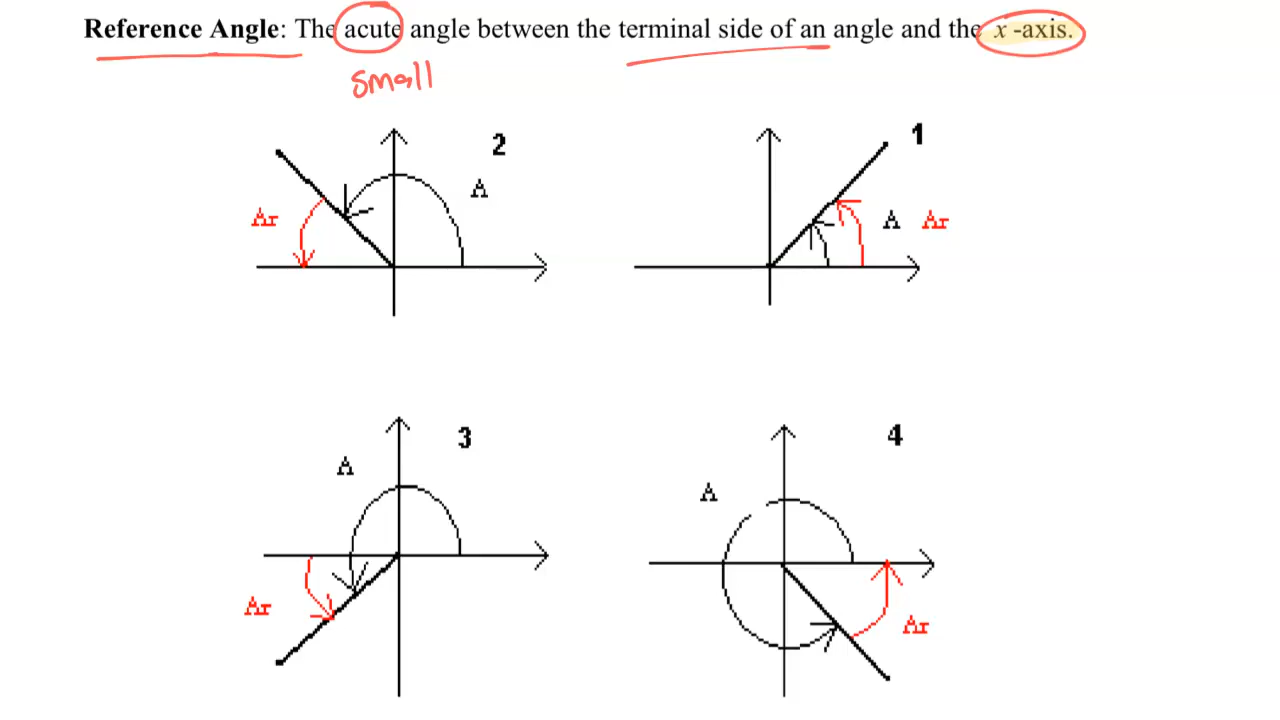 Reference Angle: The acute angle between the terminal side of an angle and the x -axis.
small
2
A
Ar
1
A Ar
3
A
Ar
4
A
Ar